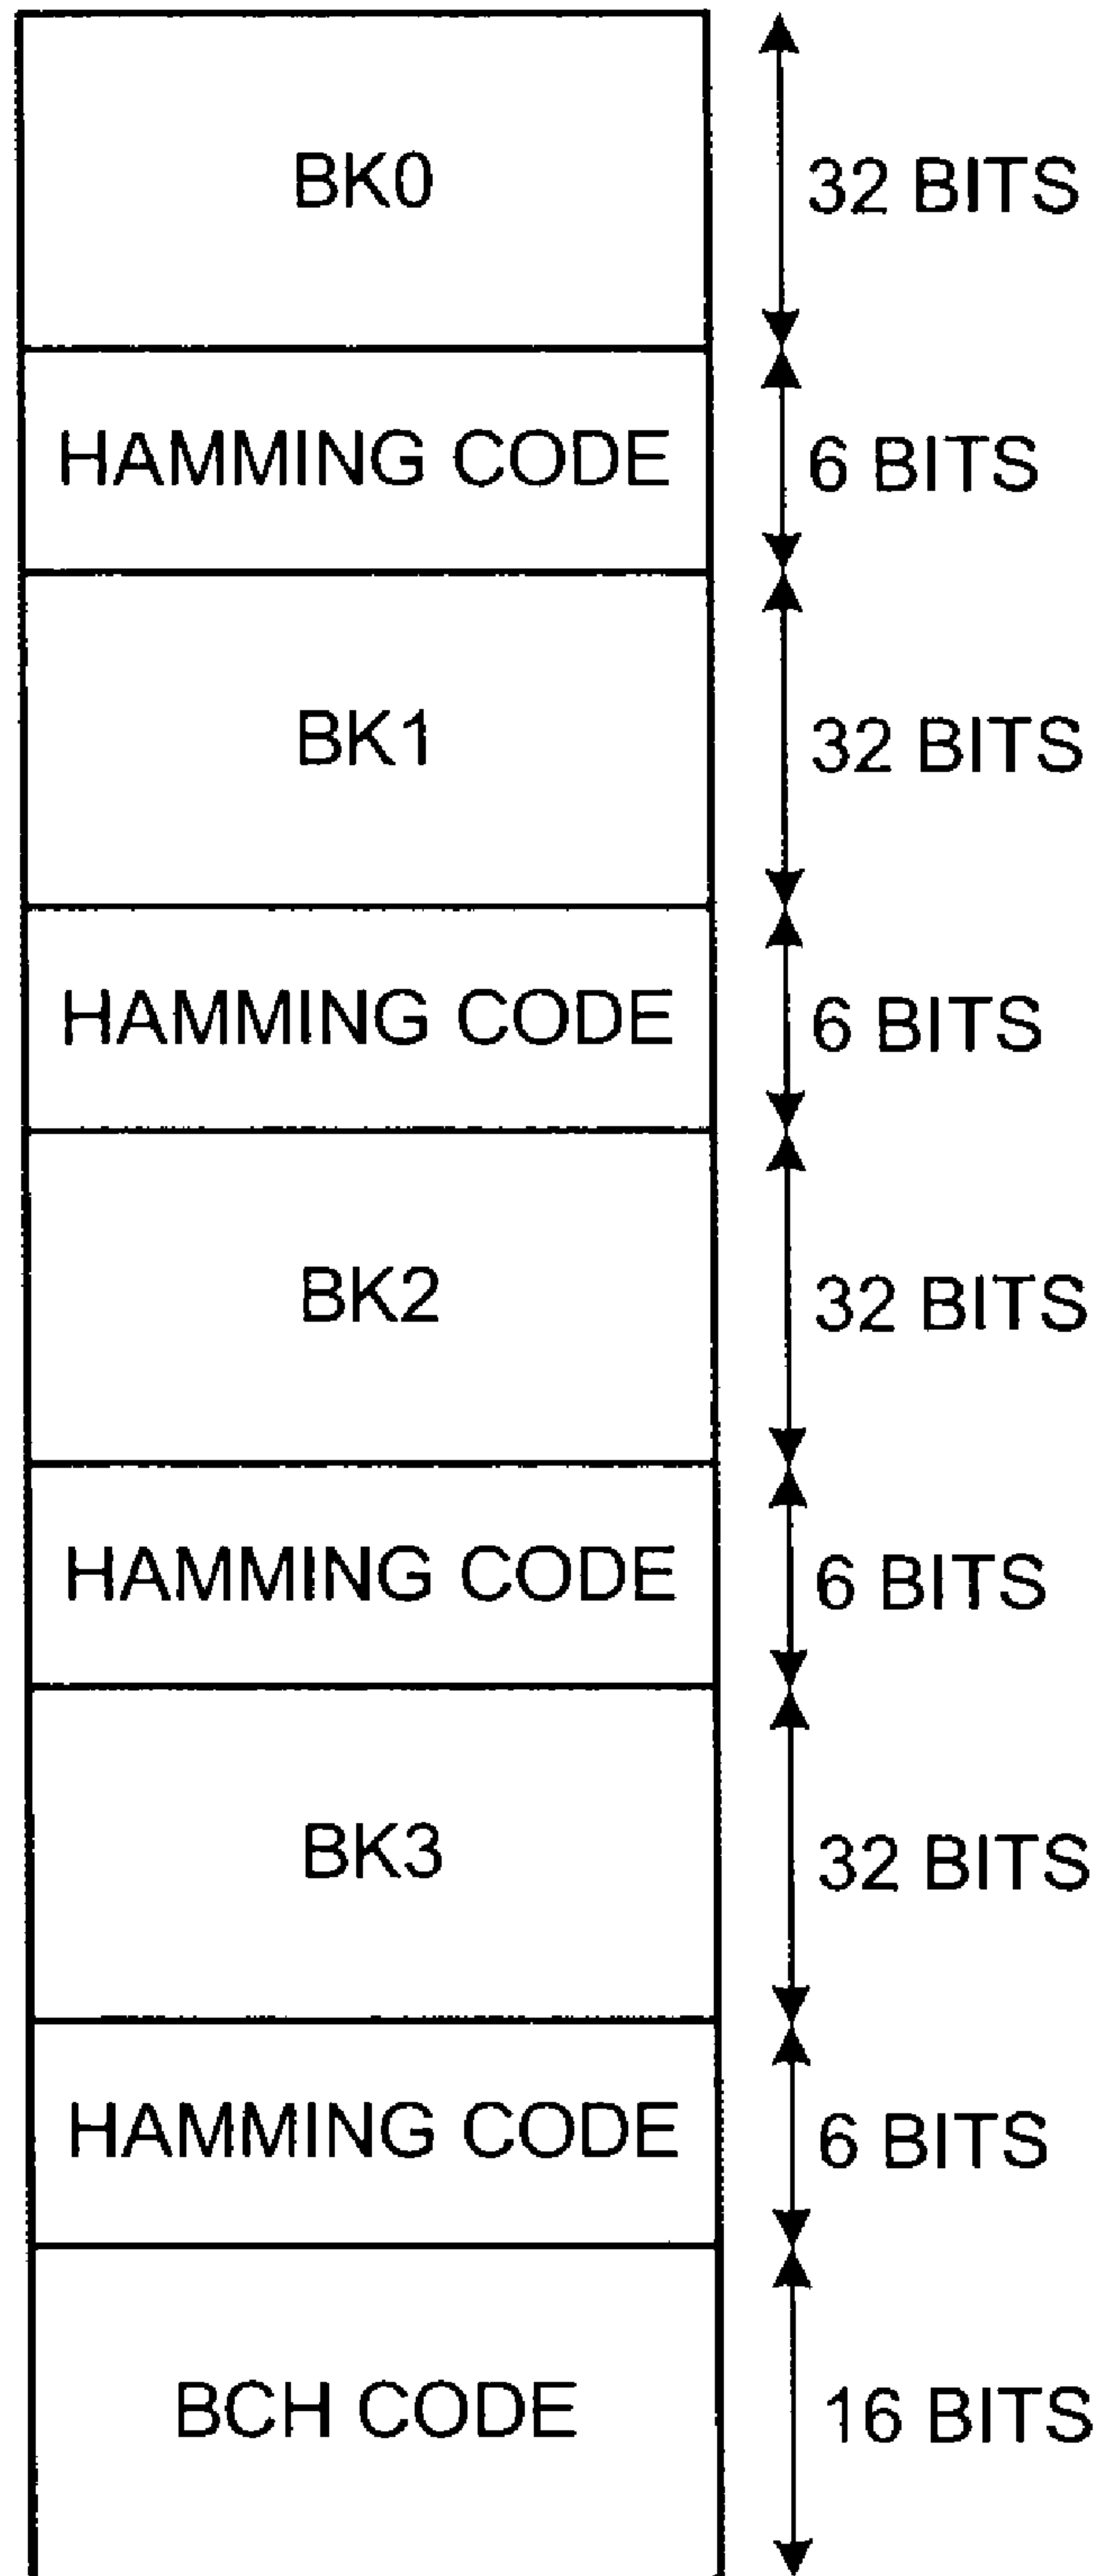 BK0
32 BITS
HAMMING CODE
6 BITS
BK1
32 BITS
HAMMING CODE
6 BITS
BK2
32 BITS
HAMMING CODE
6 BITS
BK3
32 BITS
HAMMING CODE
6 BITS
BCH CODE
16 BITS